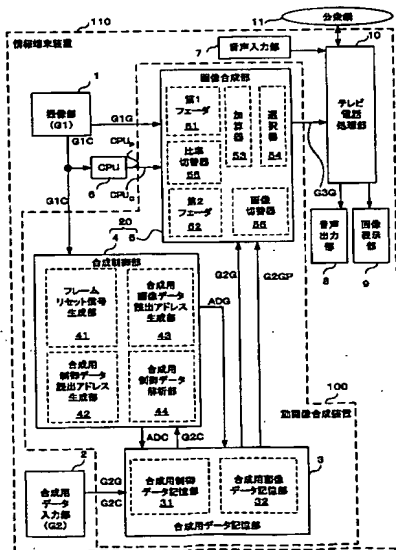 110
情報端末装置
11
公衆網
1
撮像部
(G1)
G1G
G1C
G1C
CPU
6
CPUp
CPUc
7
音声入力部
画像合成部
第1
フェーダ
51
加算器
53
選択器
54
比率
切替器
55
第2
フェーダ
52
画像
切替器
56
10
テレビ
電話
処理部
G3G
音声
出力部
8
画像
表示部
9
20
4
5
合成制御部
フレーム
リセット信号
生成部
41
合成用
画像データ
読出アドレス
生成部
43
合成用
制御データ
読出アドレス
生成部
42
合成用
制御データ
解析部
44
ADG
G2G
G2GP
ADC
G2C
100
動画像合成装置
2
合成用
データ
入力部
(G2)
G2G
G2C
3
合成用制御
データ記憶部
31
合成用画像
データ記憶部
32
合成用データ記憶部